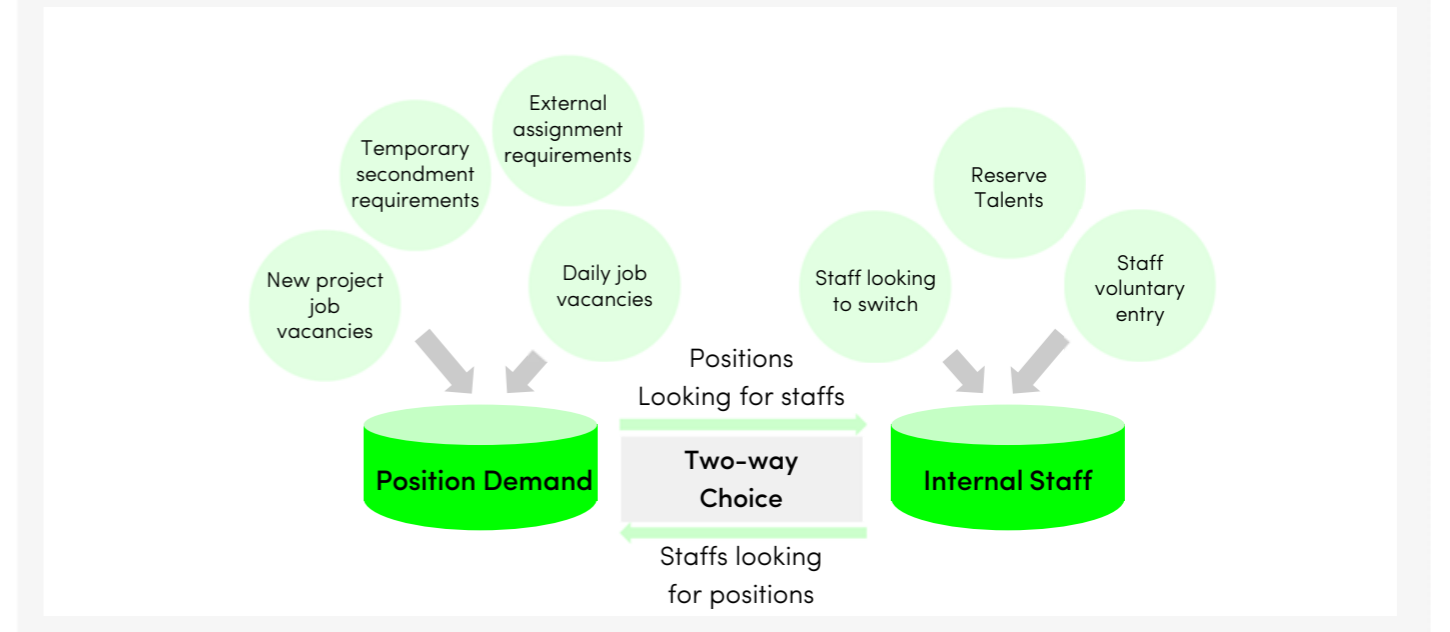 External
assignment
requirements
Temporary
secondment
requirements
New project
job
vacancies
Daily job
vacancies
Reserve
Talents
Staff looking
to switch
Staff
voluntary
entry
Positions
Looking for staffs
Position Demand
Two-way
Choice
Internal Staff
Staffs looking
for positions